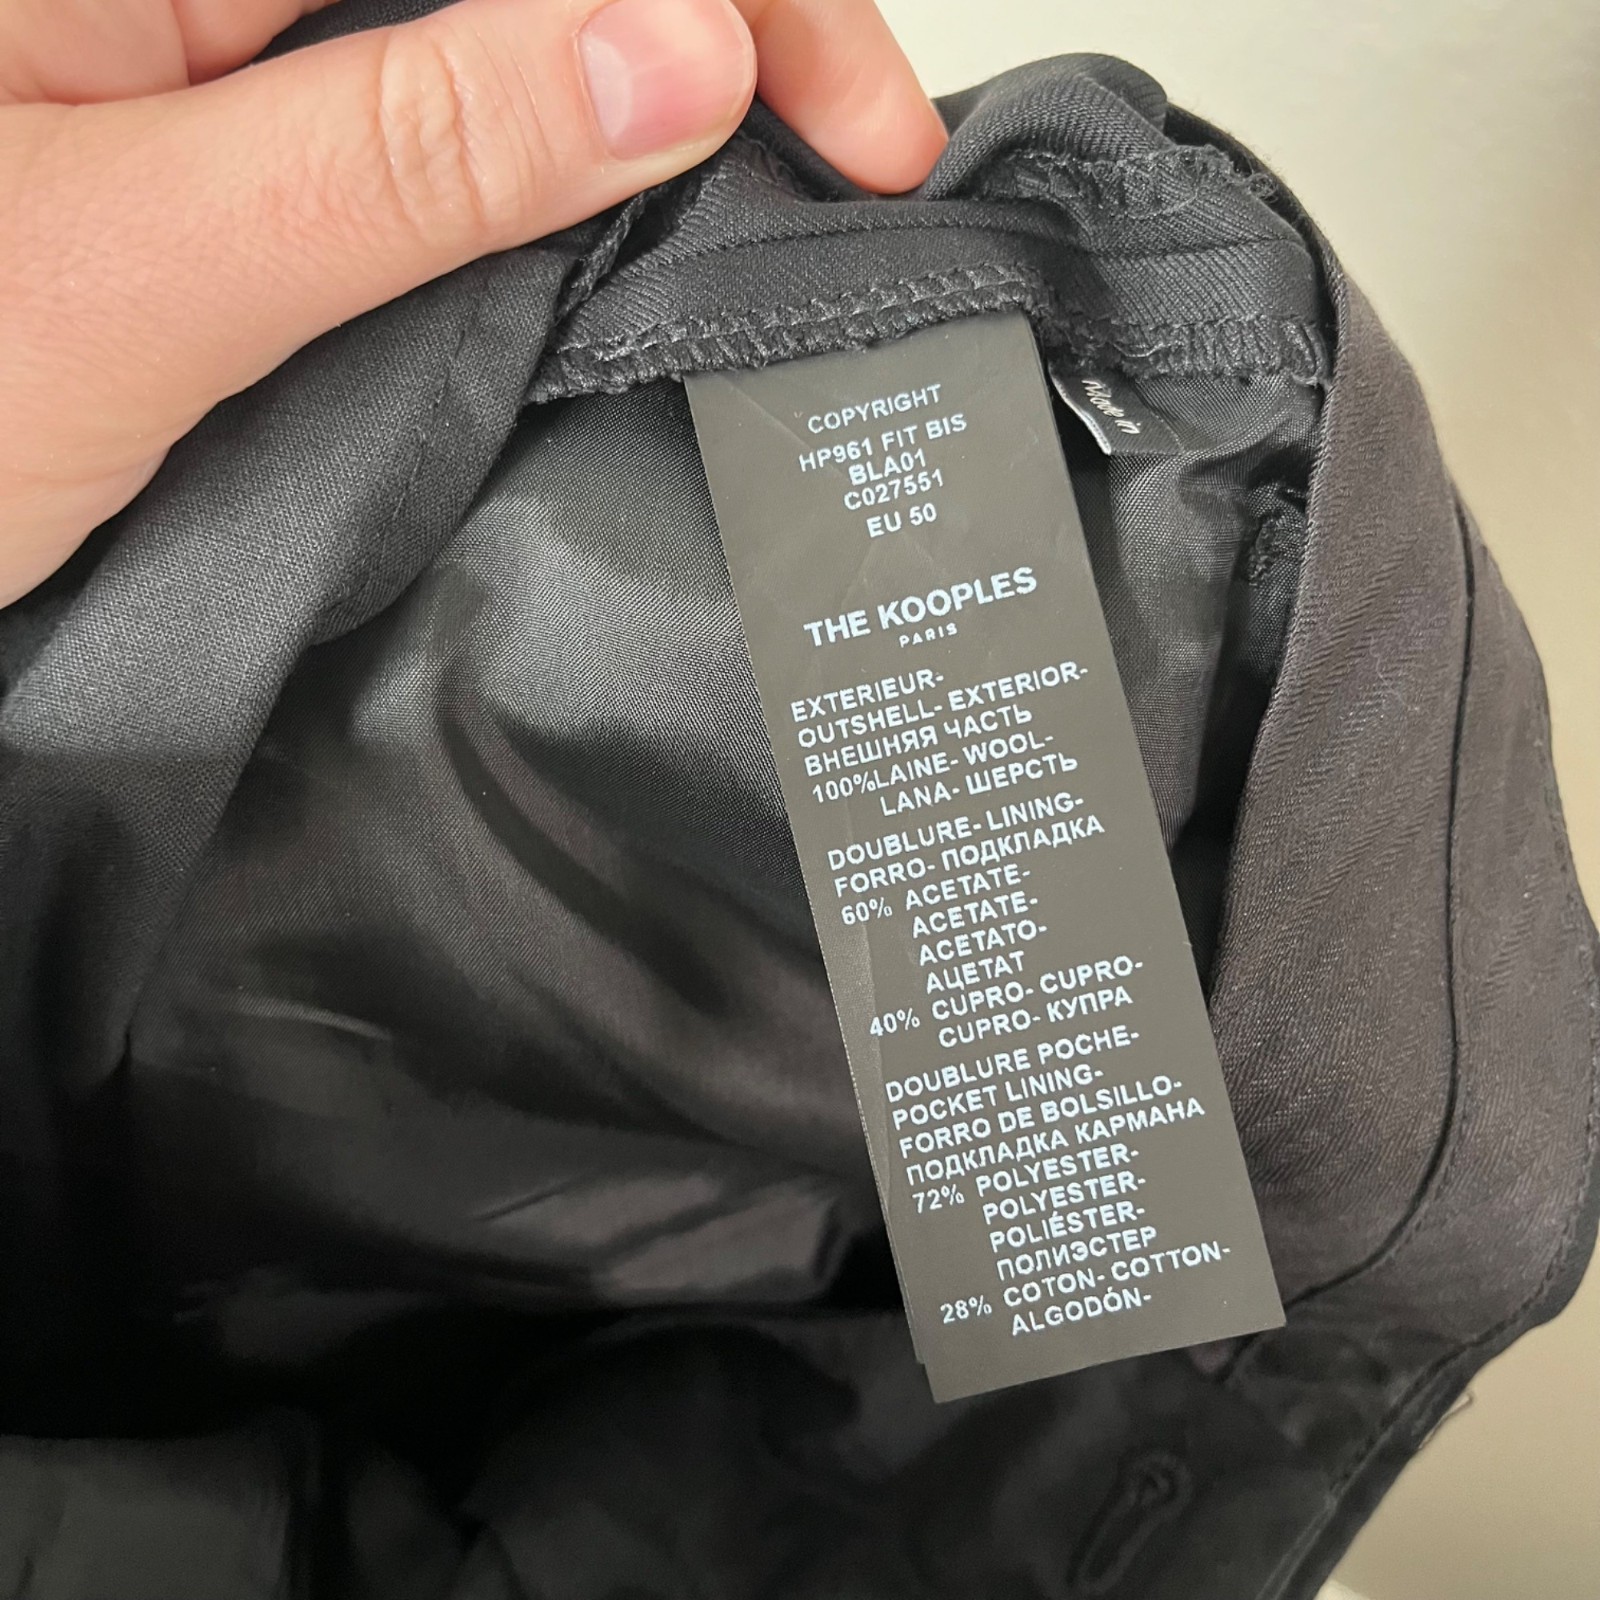 COPYRIGHT
HP961 FIT BIS
BLA01
C027551
EU 50
THE KOOPLES
PARIS
EXTERIEUR-
OUTSHELL- EXTERIOR-
ВНЕШНЯЯ ЧАСТЬ
100%LAINE- WOOL-
LANA- ШЕРСТЬ
DOUBLURE- LINING-
FORRO- ПОДКЛАДКА
60% ACETATE-
ACETATE-
ACETATO-
АЦЕТАТ
40% CUPRO- CUPRO-
CUPRO- КУПРА
DOUBLURE POCHE-
POCKET LINING-
FORRO DE BOLSILLO-
ПОДКЛАДКА КАРМАНА
72% POLYESTER-
POLYESTER-
POLIÉSTER-
ПОЛИЭСТЕР
28% COTON- COTTON-
ALGODÓN-
Made in